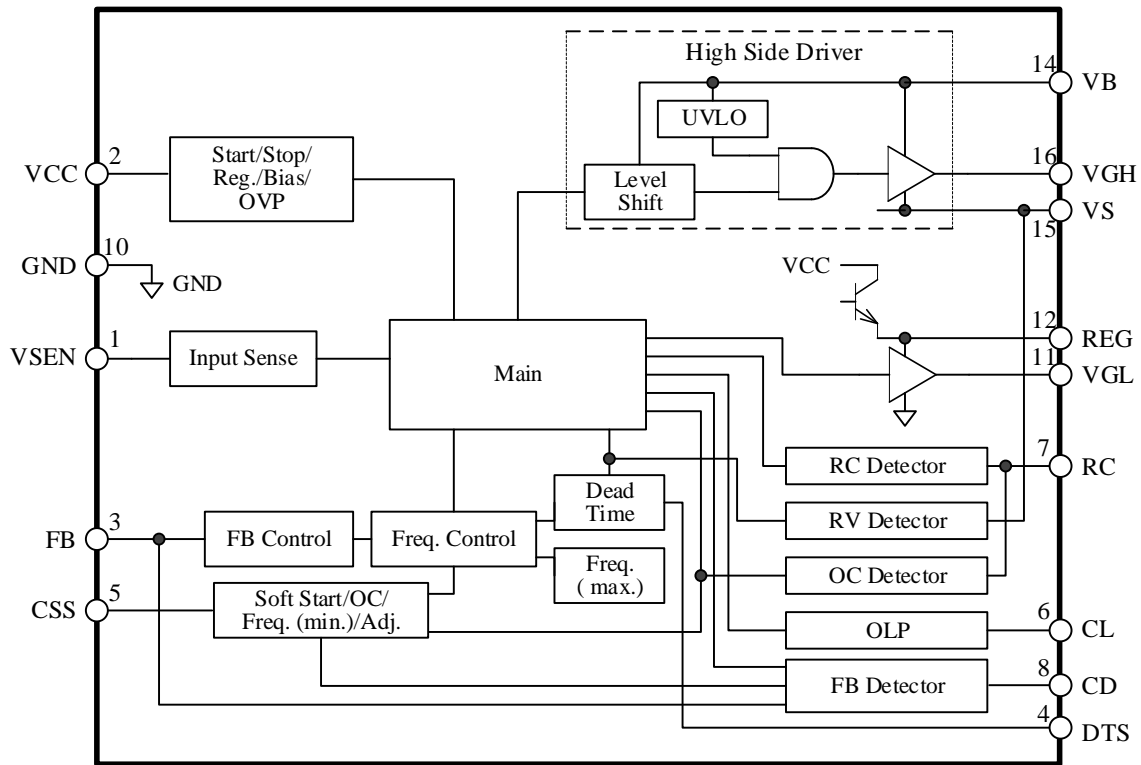 High Side Driver
14
VB
UVLO
2
VCC
Start/Stop/
Reg./Bias/
OVP
16
VGH
Level
Shift
VS
15
10
GND
GND
VCC
12
REG
1
VSEN
Input Sense
Main
11
VGL
7
RC Detector
RC
Dead
Time
3
FB
FB Control
Freq. Control
RV Detector
Freq.
( max.)
OC Detector
5
CSS
Soft Start/OC/
Freq. (min.)/Adj.
6
OLP
CL
8
FB Detector
CD
4
DTS